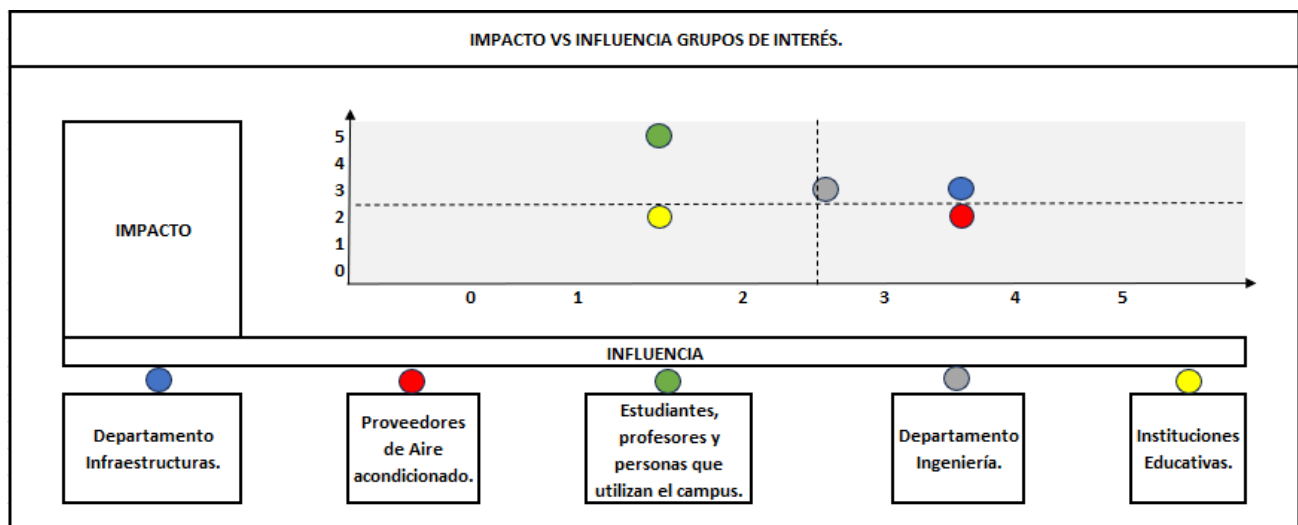 IMPACTO VS INFLUENCIA GRUPOS DE INTERÉS.
IMPACTO
5
4
3
2
1
0
0 1 2 3 4 5
INFLUENCIA
Departamento
Infraestructuras.
Proveedores
de Aire
acondicionado.
Estudiantes,
profesores y
personas que
utilizan el campus.
Departamento
Ingeniería.
Instituciones
Educativas.